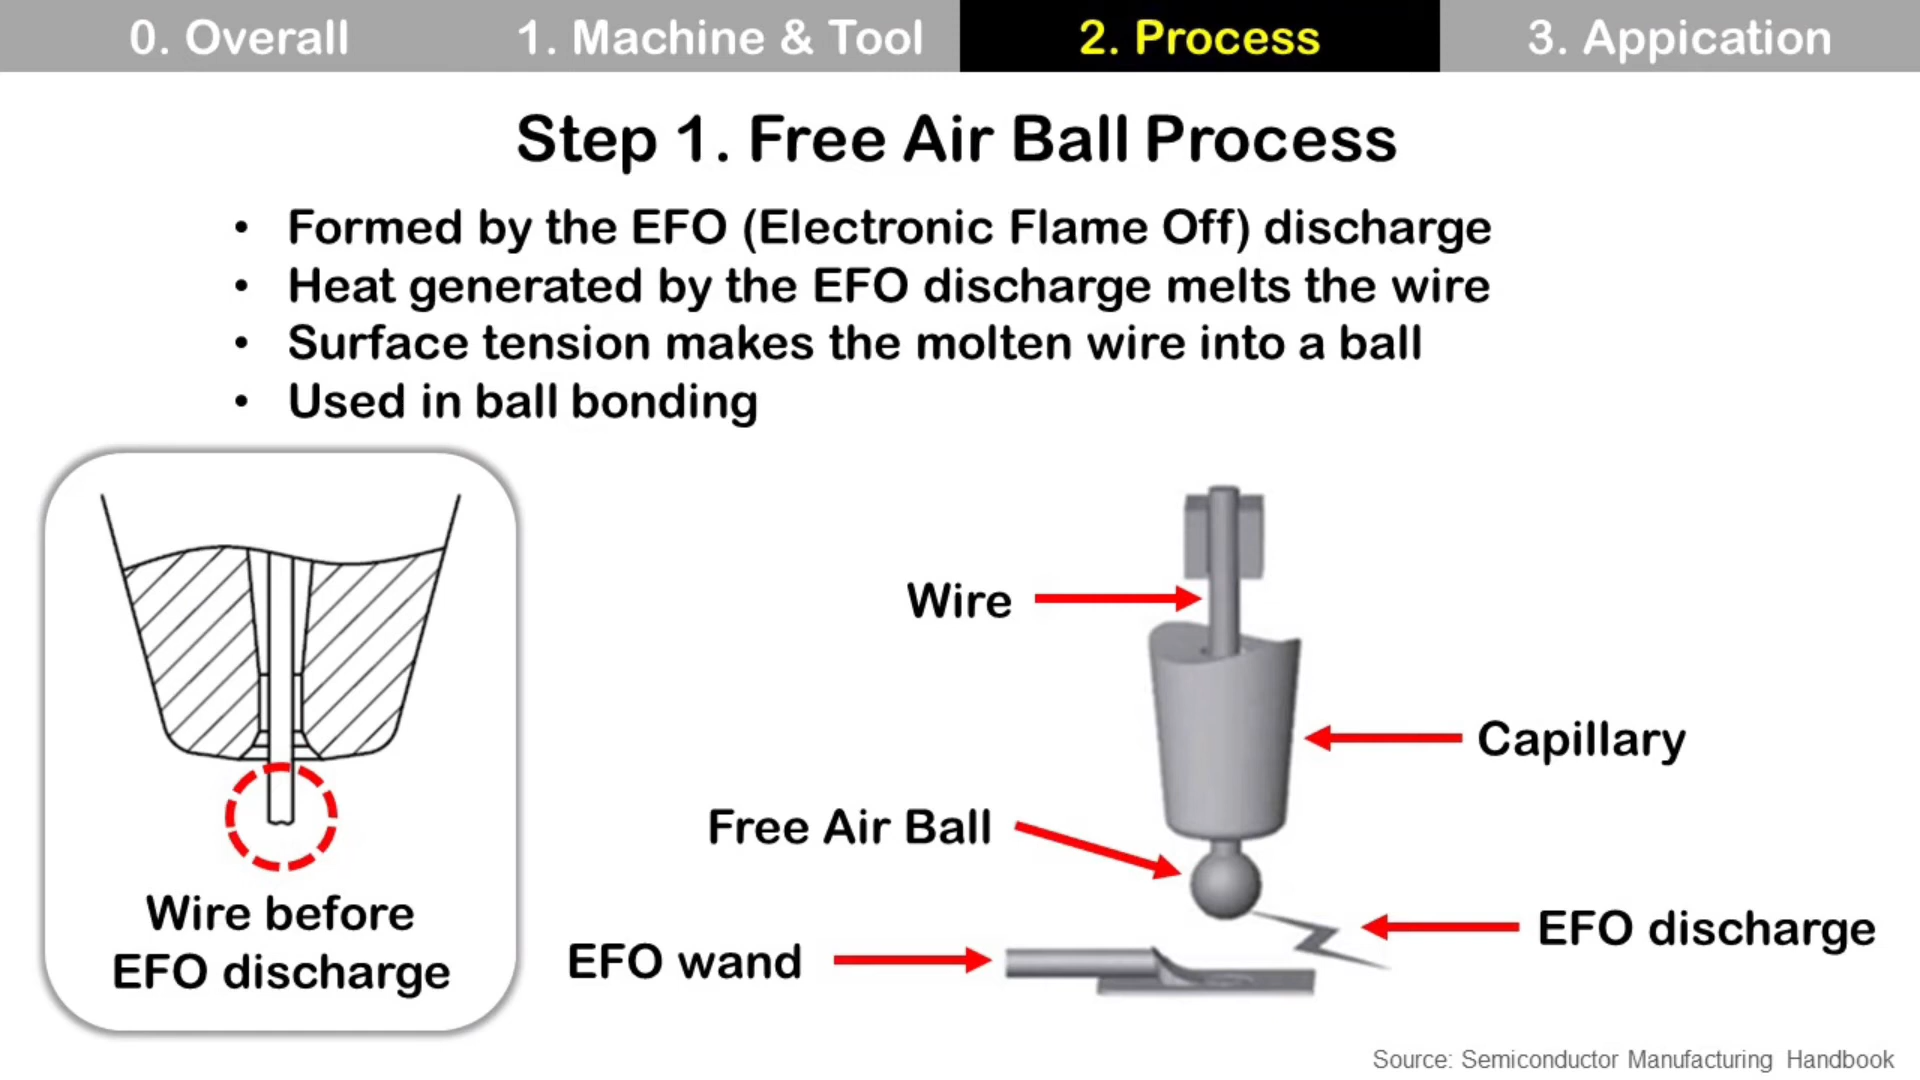 0. Overall
1. Machine & Tool
2. Process
3. Appication
Step 1. Free Air Ball Process
• Formed by the EFO (Electronic Flame Off) discharge
• Heat generated by the EFO discharge melts the wire
• Surface tension makes the molten wire into a ball
• Used in ball bonding
Wire before
EFO discharge
Wire
Capillary
Free Air Ball
EFO discharge
EFO wand
Source: Semiconductor Manufacturing Handbook